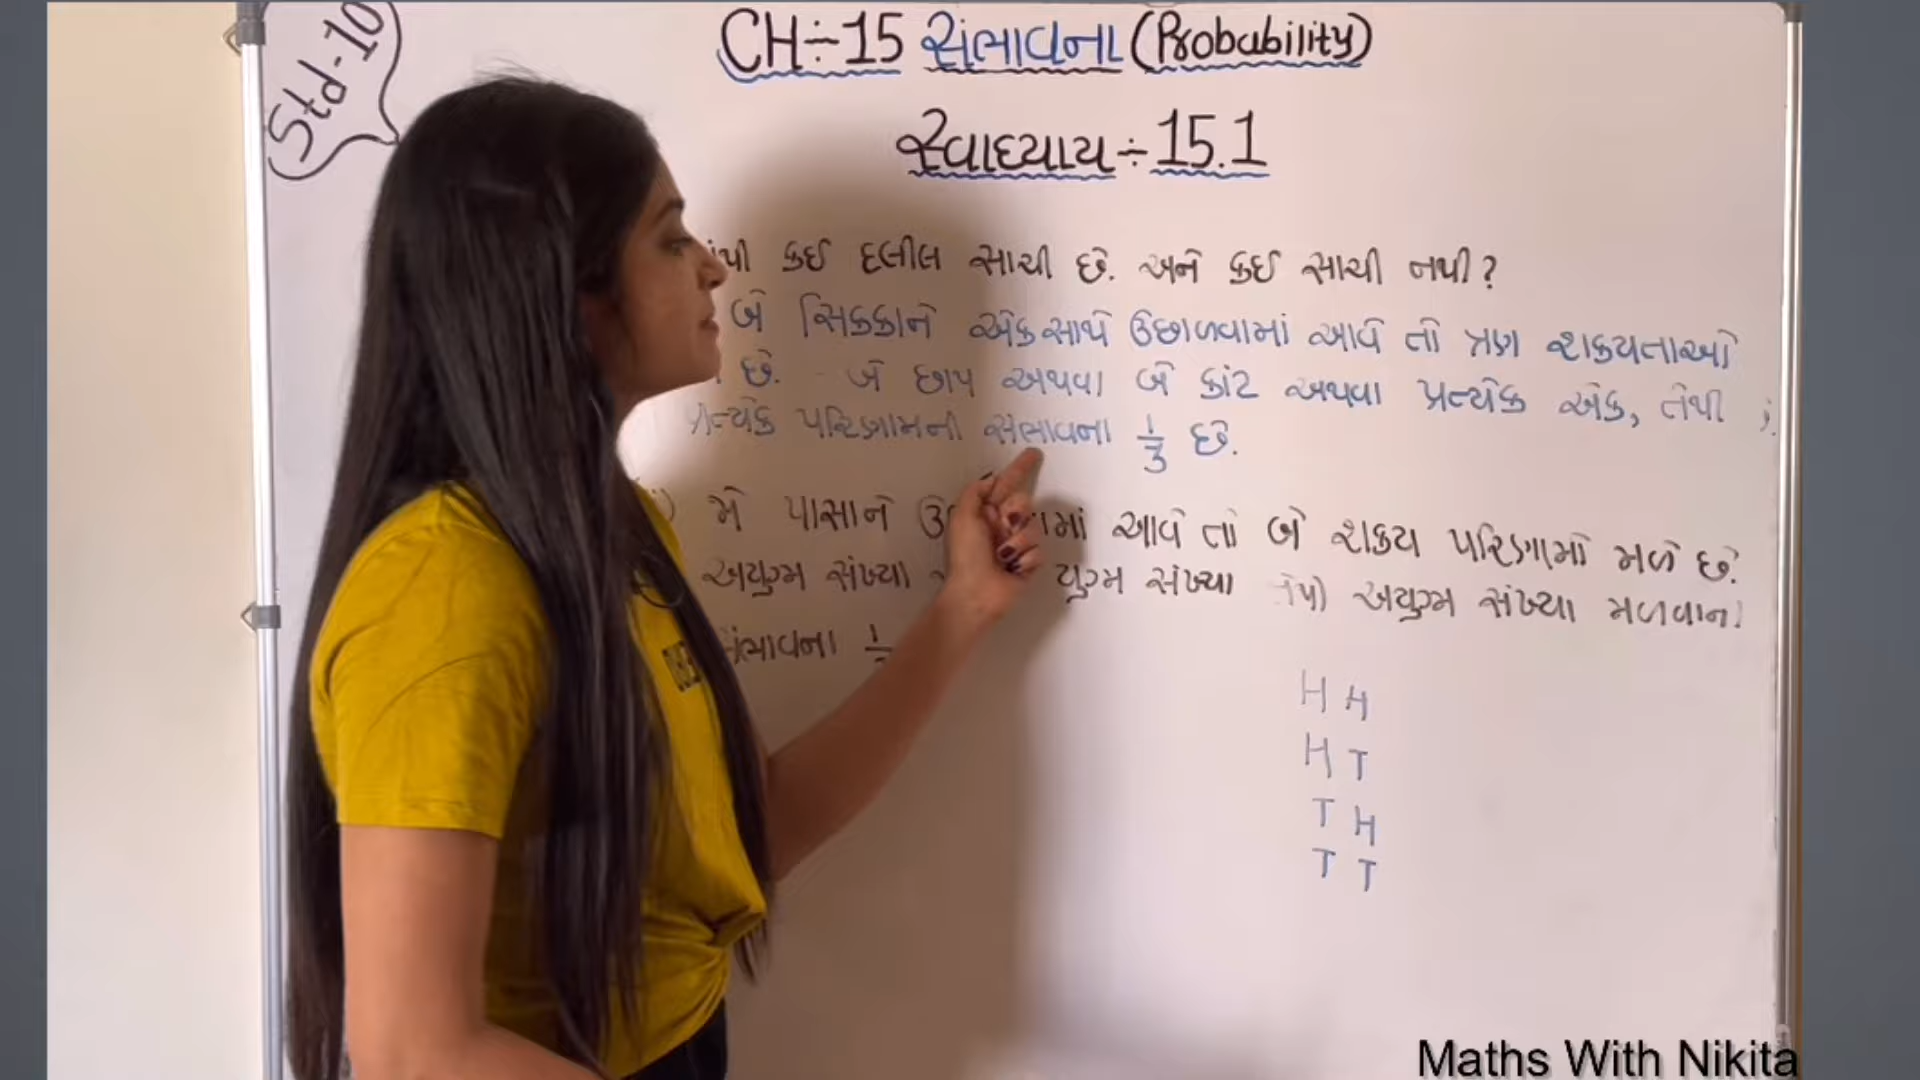 Std-10
CH÷15 સંભાવના (Probability)
સ્વાધ્યાય ÷ 15.1
કઈ દલીલ સાચી છે. અને કઈ સાચી નથી?
બે સિક્કાને એકસાથે ઉછાળવામાં આવે તો ત્રણ શક્યતાઓ
છે. બે છાપ અથવા બે કાંટ અથવા પ્રત્યેક એક, તેથી ;
પ્રત્યેક પરિણામની સંભાવના 1/3 છે.
જો પાસાને આવે તો બે શક્ય પરિણામો મળે છે.
અયુગ્મ સંખ્યા યુગ્મ સંખ્યા તેથી અયુગ્મ સંખ્યા મળવાની
સંભાવના
H H
H T
T H
T T
Maths With Nikita